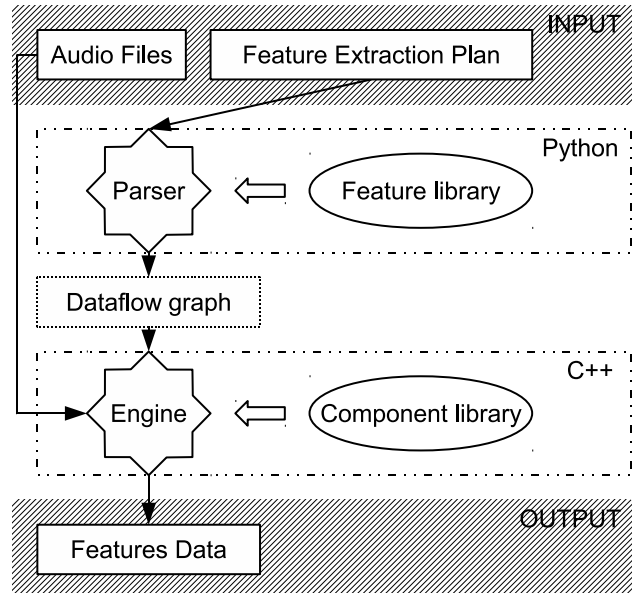 INPUT
Audio Files
Feature Extraction Plan
Python
Parser
Feature library
Dataflow graph
C++
Engine
Component library
OUTPUT
Features Data